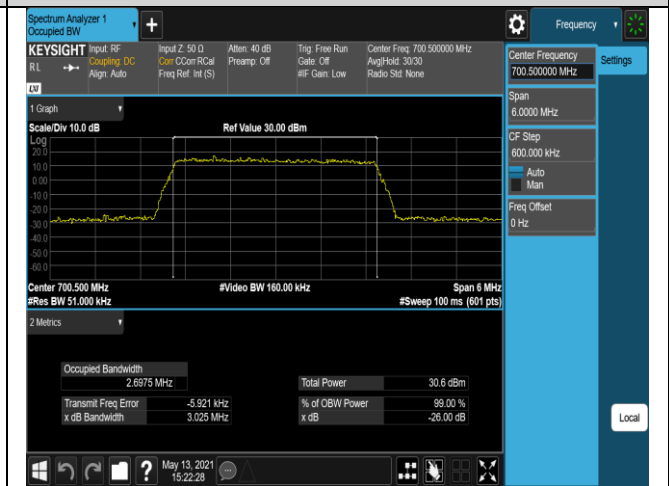 Spectrum Analyzer 1
Occupied BW
+
Frequency
KEYSIGHT
RL
LXI
Input: RF
Coupling: DC
Align: Auto
Input Z: 50 Ω
Corr CCorr RCal
Freq Ref: Int (S)
Atten: 40 dB
Preamp: Off
Trig: Free Run
Gate: Off
#IF Gain: Low
Center Freq: 700.500000 MHz
Avg|Hold: 30/30
Radio Std: None
1 Graph
Scale/Div 10.0 dB
Ref Value 30.00 dBm
Log
20.0
10.0
0.00
-10.0
-20.0
-30.0
-40.0
-50.0
-60.0
Center 700.500 MHz
#Video BW 160.00 kHz
Span 6 MHz
#Res BW 51.000 kHz
#Sweep 100 ms (601 pts)
2 Metrics
Occupied Bandwidth
2.6975 MHz
Total Power
30.6 dBm
Transmit Freq Error
-5.921 kHz
% of OBW Power
99.00 %
x dB Bandwidth
3.025 MHz
x dB
-26.00 dB
Center Frequency
700.500000 MHz
Settings
Span
6.0000 MHz
CF Step
600.000 kHz
Auto
Man
Freq Offset
0 Hz
Local
?
May 13, 2021
15:22:28